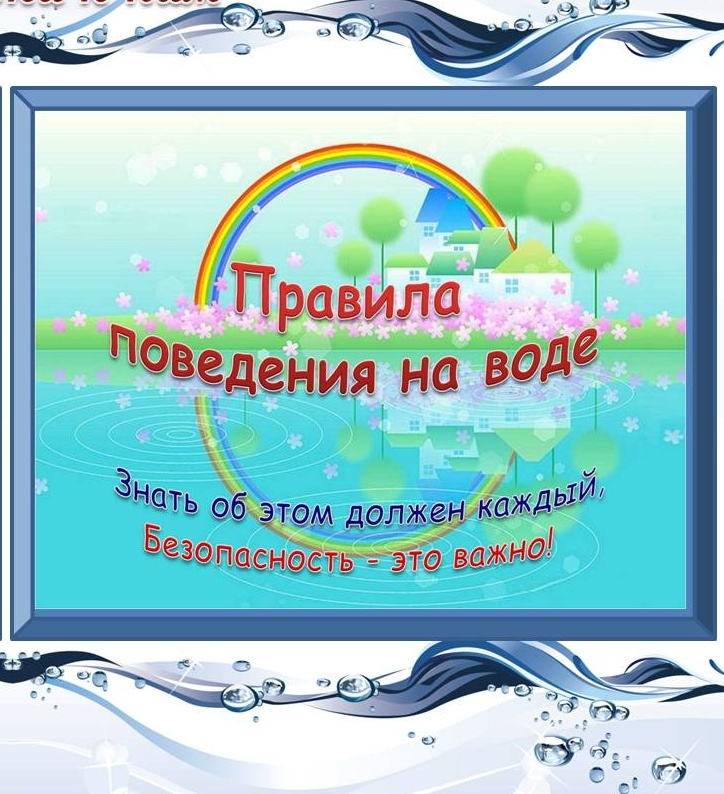 Правила
поведения на воде
Знать об этом должен каждый,
Безопасность - это важно!